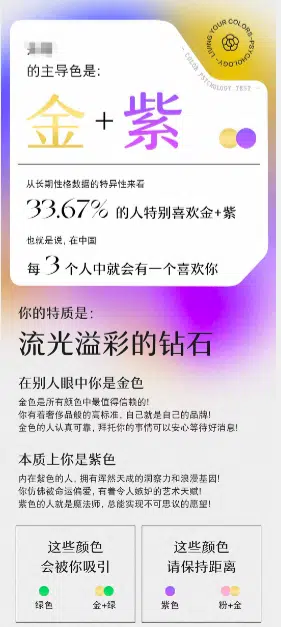 LIVING YOUR COLORS·PSYCHOLOGY·
- COLOR PSYCHOLOGY TEST -
的主导色是:
金+紫
从长期性格数据的特异性来看
33.67% 的人特别喜欢金+紫
也就是说, 在中国
每 3 个人中就会有一个喜欢你
你的特质是:
流光溢彩的钻石
在别人眼中你是金色
金色是所有颜色中最值得信赖的!
你有着奢侈品般的高标准, 自己就是自己的品牌!
金色的人认真可靠, 拜托你的事情可以安心等待好消息!
本质上你是紫色
内在紫色的人, 拥有浑然天成的洞察力和浪漫基因!
你仿佛被命运偏爱, 有着令人嫉妒的艺术天赋!
紫色的人就是魔法师, 总能实现不可思议的愿望!
这些颜色
会被你吸引
绿色
金+绿
这些颜色
请保持距离
紫色
粉+金